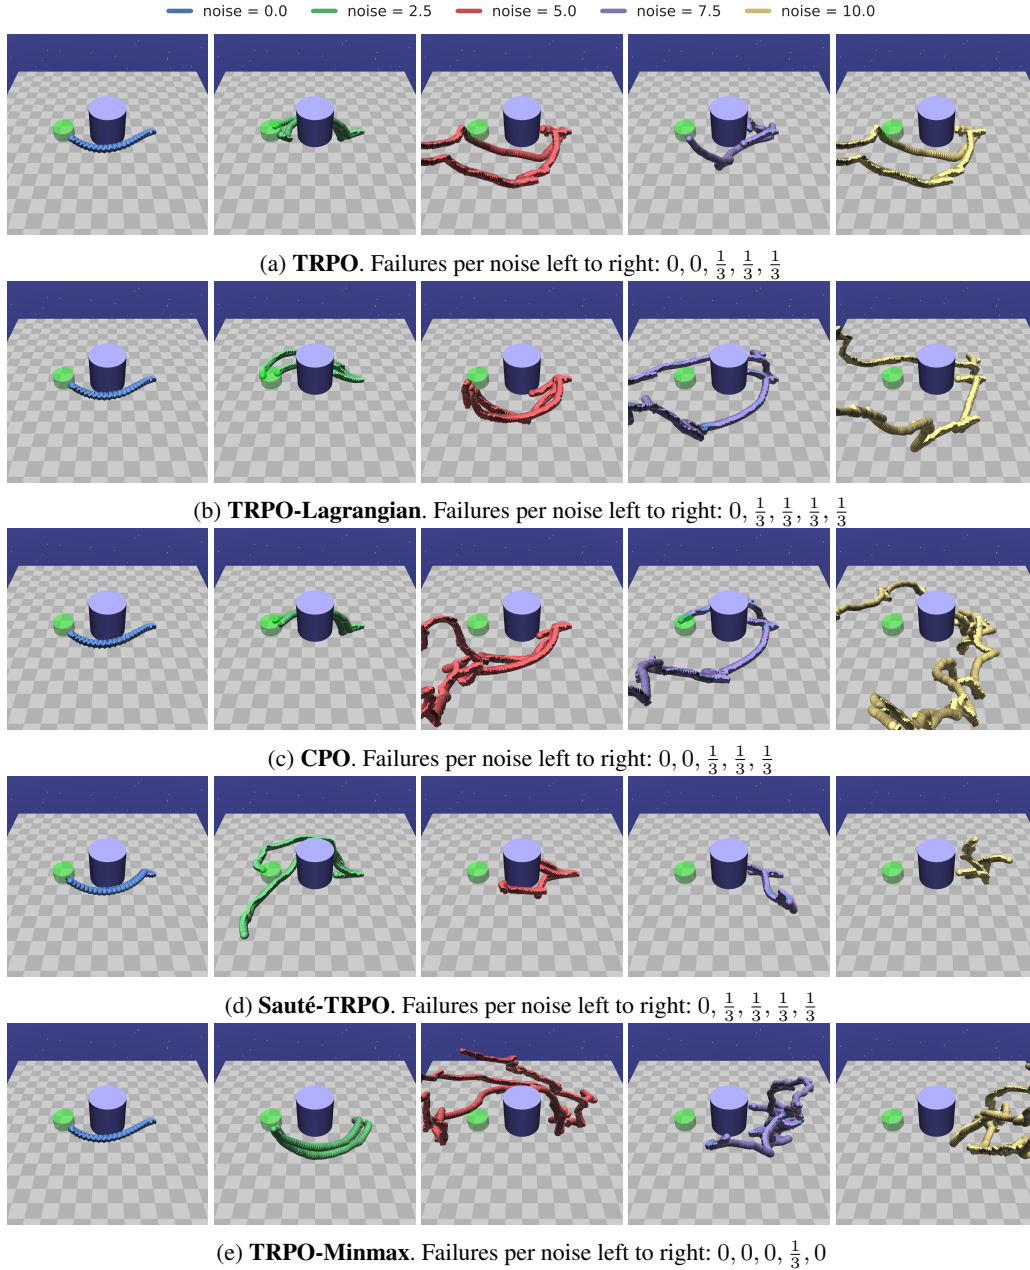 noise = 0.0 noise = 2.5 noise = 5.0 noise = 7.5 noise = 10.0
(a) TRPO. Failures per noise left to right: 0, 0, 1/3, 1/3, 1/3
(b) TRPO-Lagrangian. Failures per noise left to right: 0, 1/3, 1/3, 1/3, 1/3
(c) CPO. Failures per noise left to right: 0, 0, 1/3, 1/3, 1/3
(d) Sauté-TRPO. Failures per noise left to right: 0, 1/3, 1/3, 1/3, 1/3
(e) TRPO-Minmax. Failures per noise left to right: 0, 0, 0, 1/3, 0